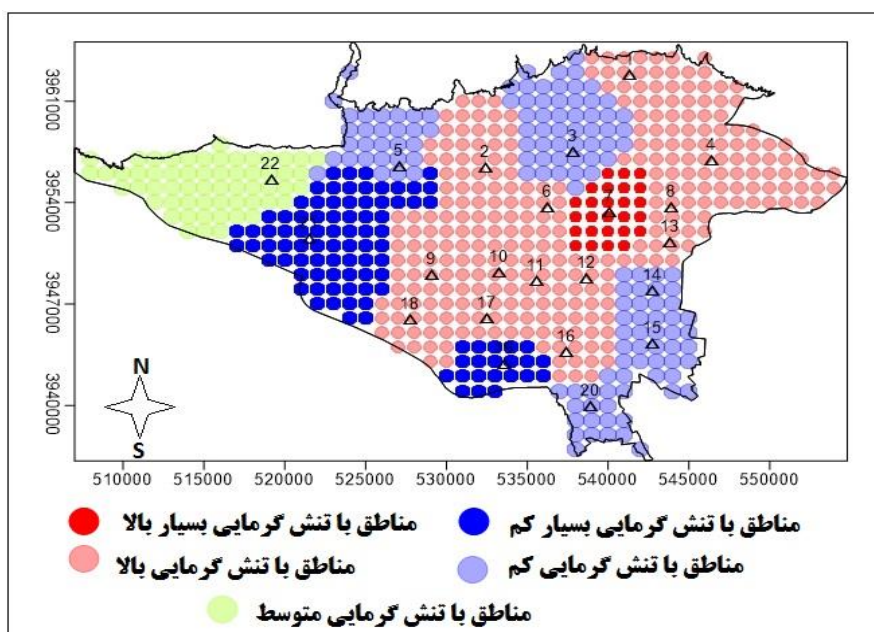 1
3961000
3
5 2 4
22
3954000
6 7 8
13
9 10 11 12
14
3947000
18 17
15
16
N
20
3940000
S
510000 515000 520000 525000 530000 535000 540000 545000 550000
مناطق با تنش گرمایی بسیار بالا
مناطق با تنش گرمایی بسیار کم
مناطق با تنش گرمایی بالا
مناطق با تنش گرمایی کم
مناطق با تنش گرمایی متوسط